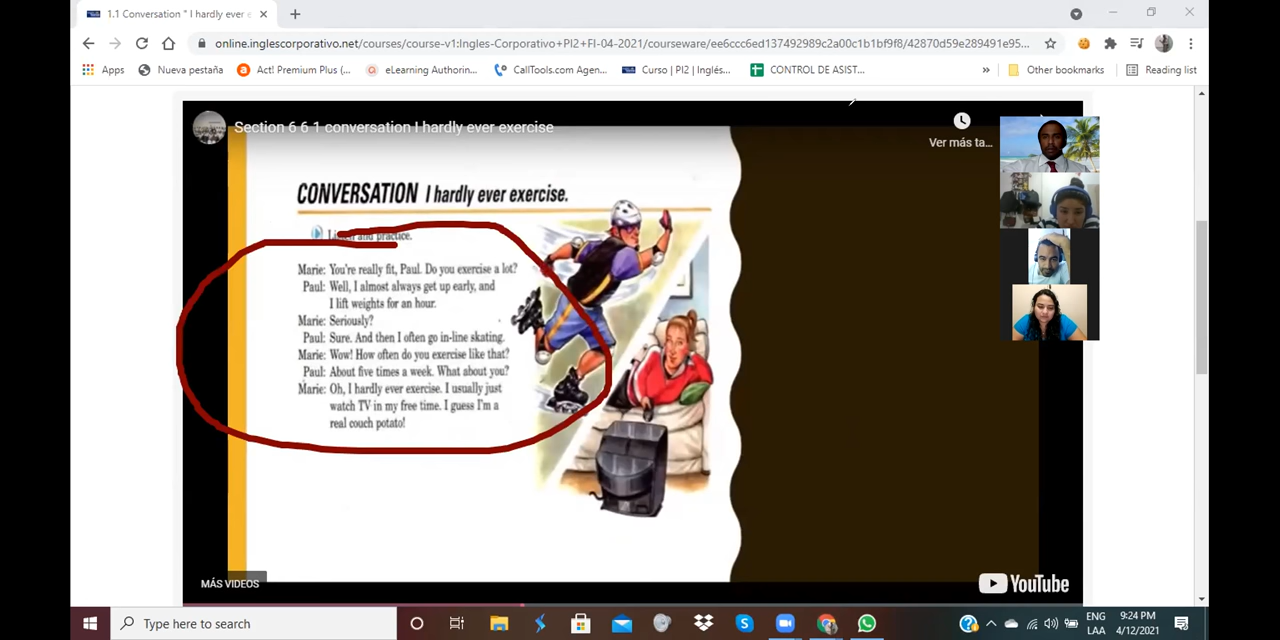 1.1 Conversation " I hardly ever e
online.inglescorporativo.net/courses/course-v1:Ingles-Corporativo+PI2+FI-04-2021/courseware/ee6ccc6ed137492989c2a00c1b1bf9f8/42870d59e289491e95...
Apps Nueva pestaña Act! Premium Plus (... eLearning Authorin... CallTools.com Agen... Curso | PI2 | Inglés... CONTROL DE ASIST... » Other bookmarks Reading list
Section 6 6 1 conversation I hardly ever exercise
Ver más ta...
CONVERSATION I hardly ever exercise.
Listen and practice.
Marie: You're really fit, Paul. Do you exercise a lot?
Paul: Well, I almost always get up early, and
I lift weights for an hour.
Marie: Seriously?
Paul: Sure. And then I often go in-line skating.
Marie: Wow! How often do you exercise like that?
Paul: About five times a week. What about you?
Marie: Oh, I hardly ever exercise. I usually just
watch TV in my free time. I guess I'm a
real couch potato!
MÁS VIDEOS
YouTube
Type here to search
ENG 9:24 PM
LAA 4/12/2021